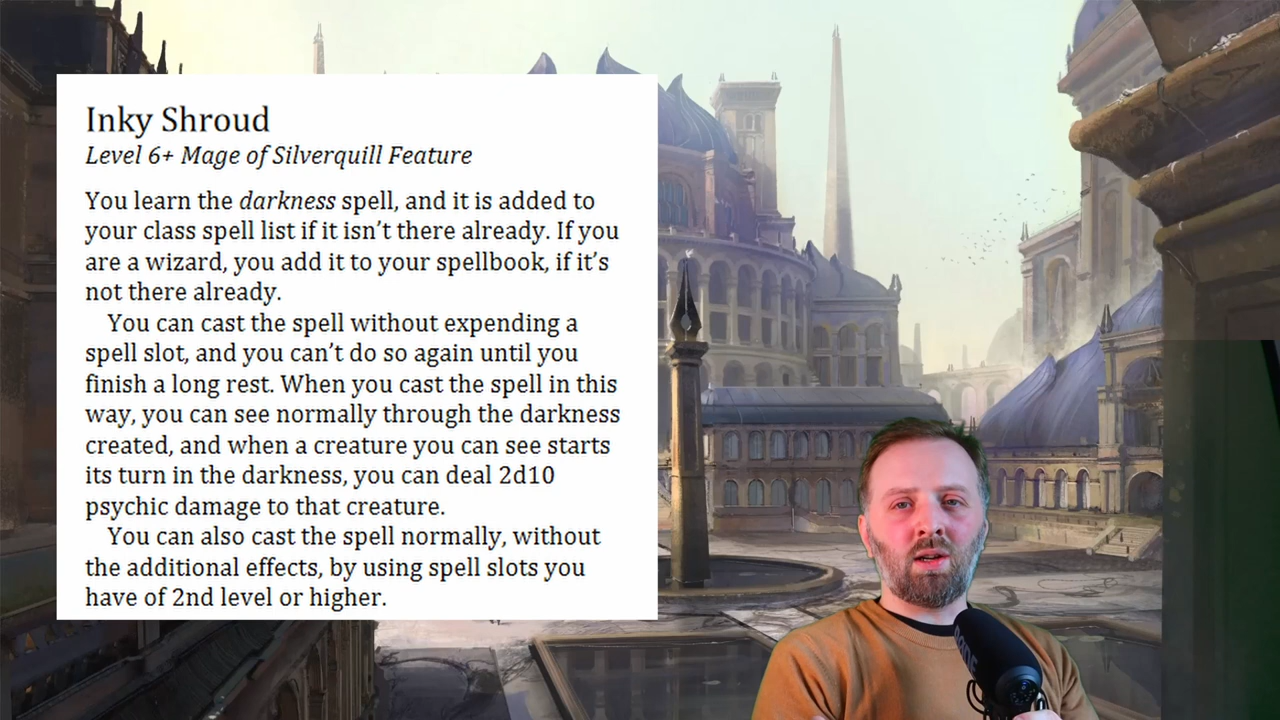 Inky Shroud
Level 6+ Mage of Silverquill Feature
You learn the darkness spell, and it is added to
your class spell list if it isn’t there already. If you
are a wizard, you add it to your spellbook, if it’s
not there already.
You can cast the spell without expending a
spell slot, and you can’t do so again until you
finish a long rest. When you cast the spell in this
way, you can see normally through the darkness
created, and when a creature you can see starts
its turn in the darkness, you can deal 2d10
psychic damage to that creature.
You can also cast the spell normally, without
the additional effects, by using spell slots you
have of 2nd level or higher.